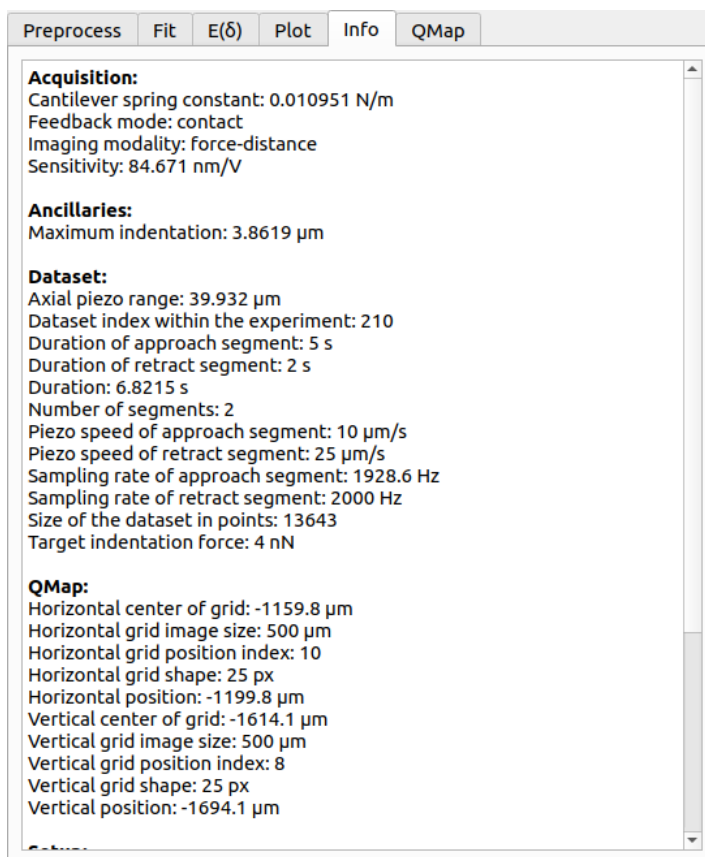 Preprocess Fit E(δ) Plot Info QMap
Acquisition:
Cantilever spring constant: 0.010951 N/m
Feedback mode: contact
Imaging modality: force-distance
Sensitivity: 84.671 nm/V
Ancillaries:
Maximum indentation: 3.8619 µm
Dataset:
Axial piezo range: 39.932 µm
Dataset index within the experiment: 210
Duration of approach segment: 5 s
Duration of retract segment: 2 s
Duration: 6.8215 s
Number of segments: 2
Piezo speed of approach segment: 10 µm/s
Piezo speed of retract segment: 25 µm/s
Sampling rate of approach segment: 1928.6 Hz
Sampling rate of retract segment: 2000 Hz
Size of the dataset in points: 13643
Target indentation force: 4 nN
QMap:
Horizontal center of grid: -1159.8 µm
Horizontal grid image size: 500 µm
Horizontal grid position index: 10
Horizontal grid shape: 25 px
Horizontal position: -1199.8 µm
Vertical center of grid: -1614.1 µm
Vertical grid image size: 500 µm
Vertical grid position index: 8
Vertical grid shape: 25 px
Vertical position: -1694.1 µm